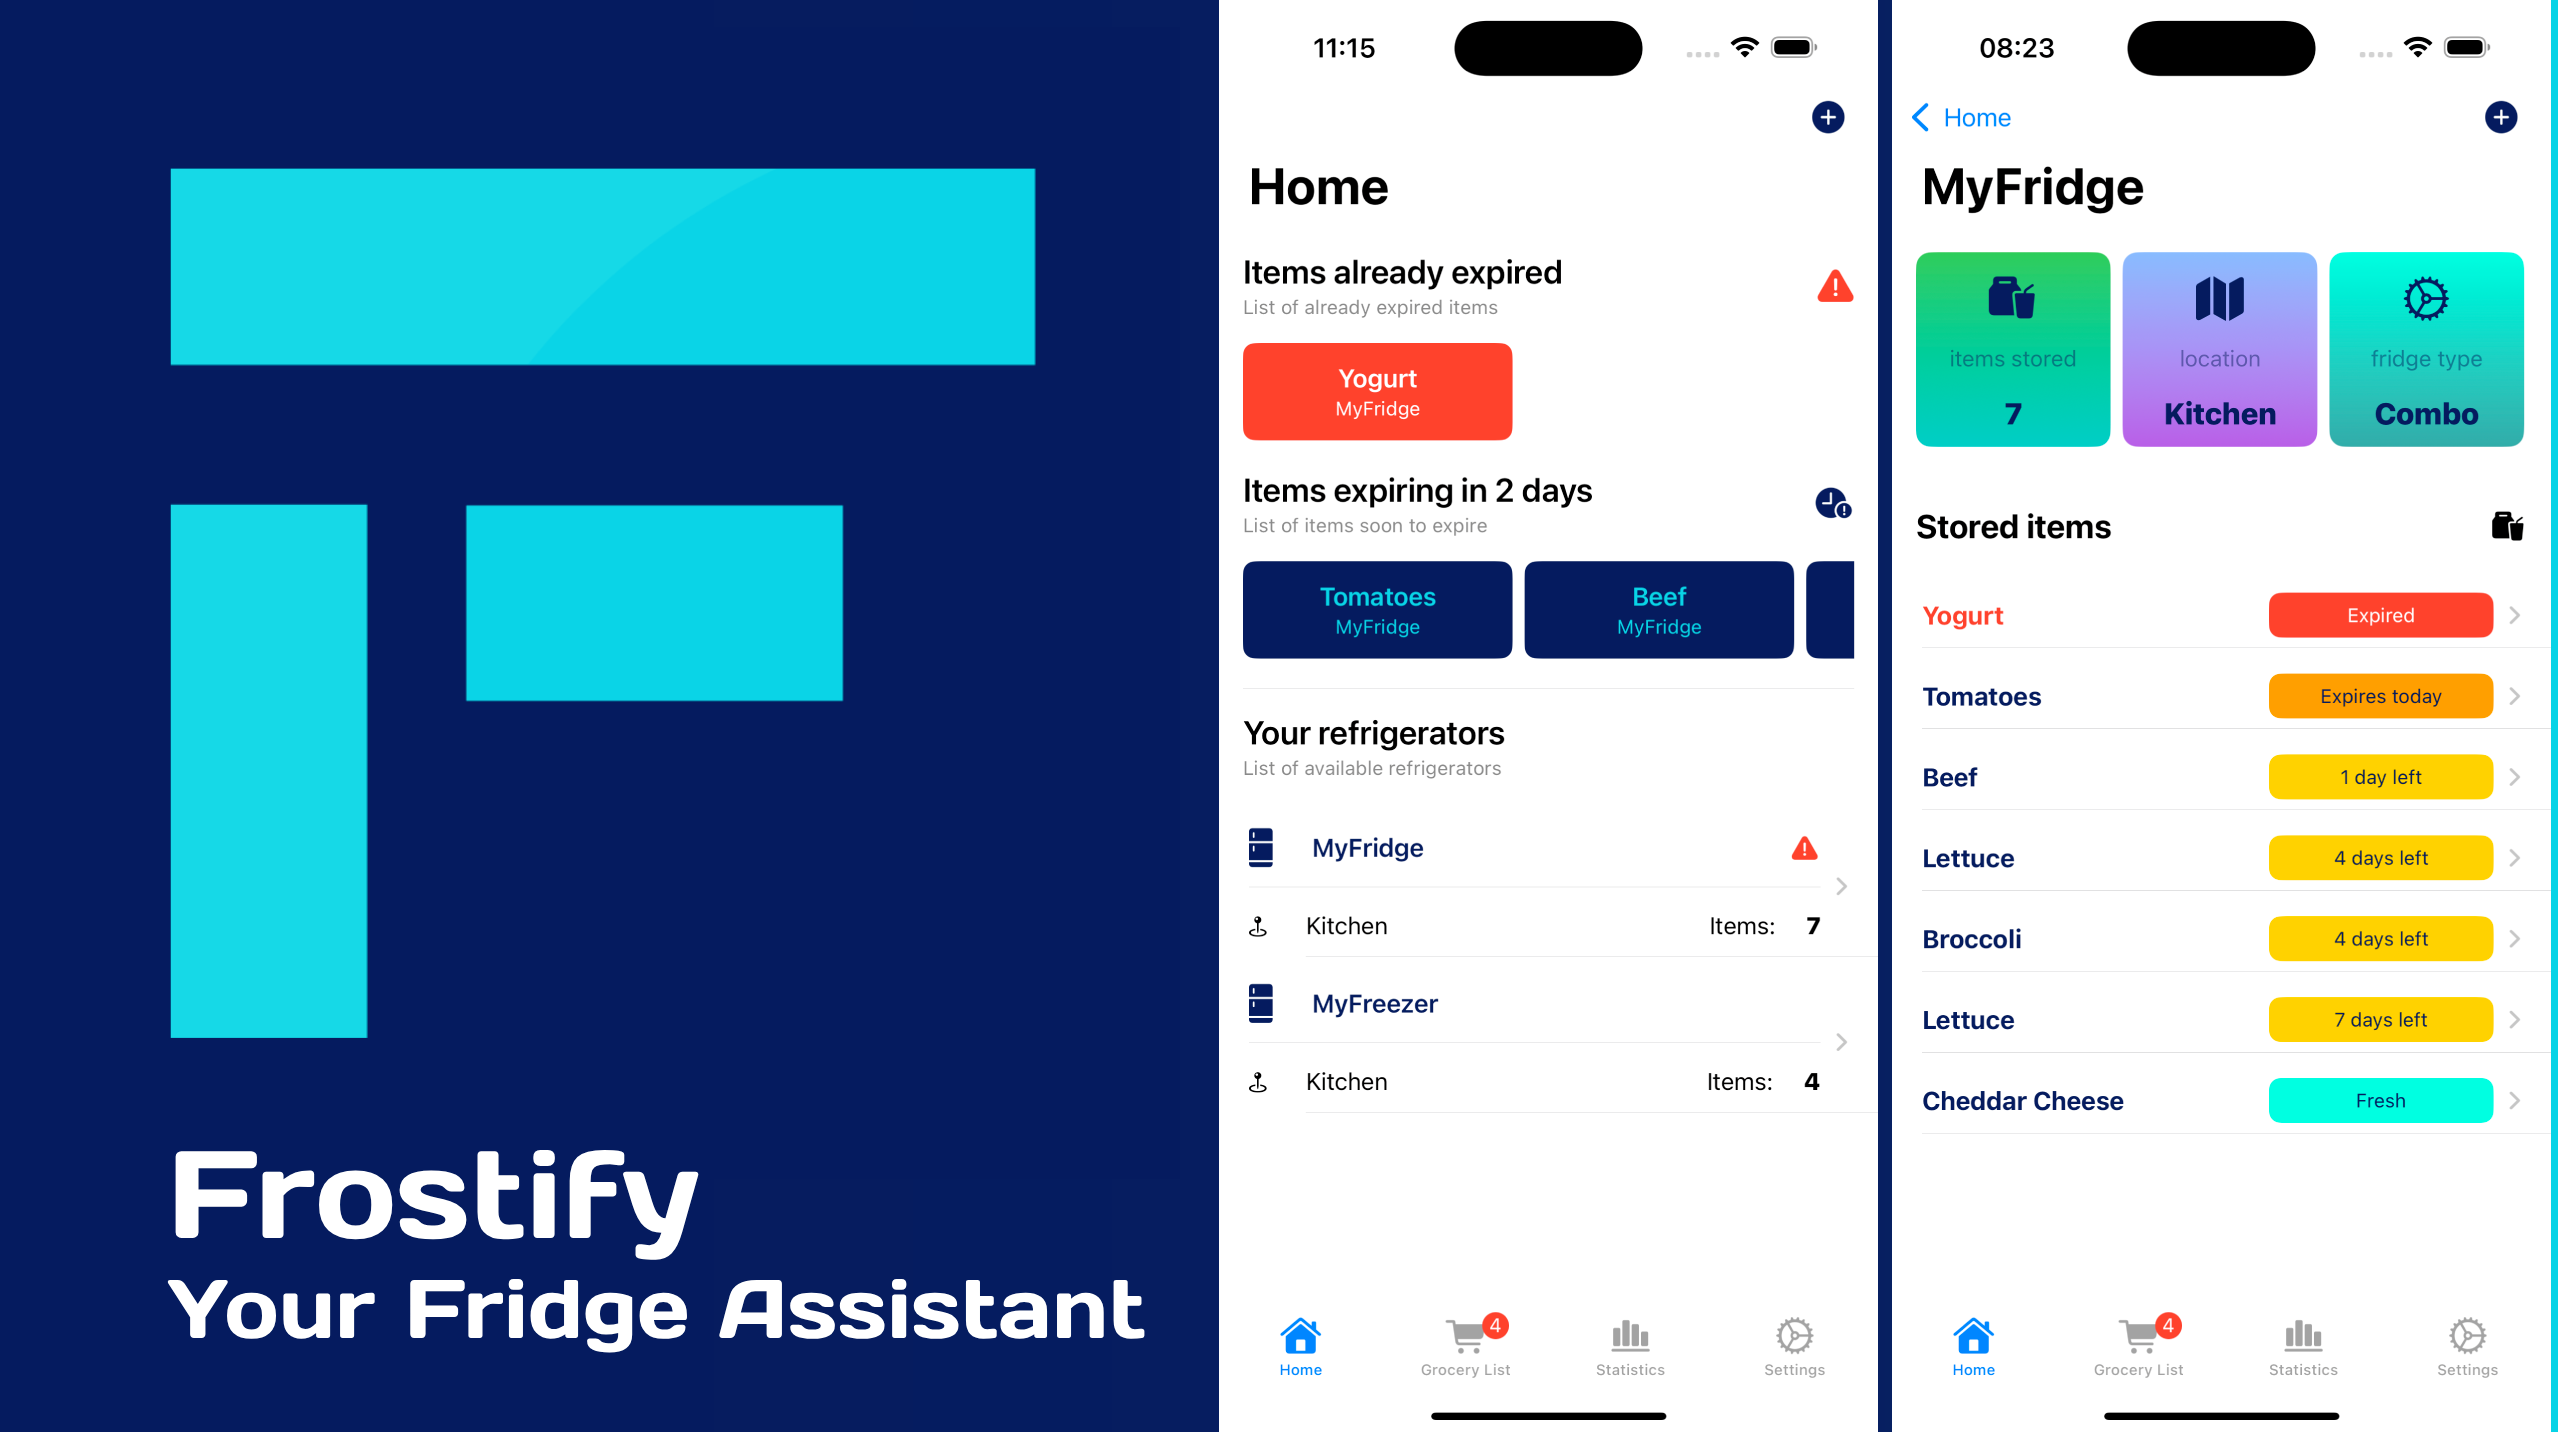 Frostify
Your Fridge Assistant
11:15
Home
Items already expired
List of already expired items
Yogurt
MyFridge
Items expiring in 2 days
List of items soon to expire
Tomatoes
MyFridge
Beef
MyFridge
Your refrigerators
List of available refrigerators
MyFridge
Kitchen Items: 7
MyFreezer
Kitchen Items: 4
4
Home Grocery List Statistics Settings
08:23
Home
MyFridge
items stored
7
location
Kitchen
fridge type
Combo
Stored items
Yogurt Expired
Tomatoes Expires today
Beef 1 day left
Lettuce 4 days left
Broccoli 4 days left
Lettuce 7 days left
Cheddar Cheese Fresh
4
Home Grocery List Statistics Settings